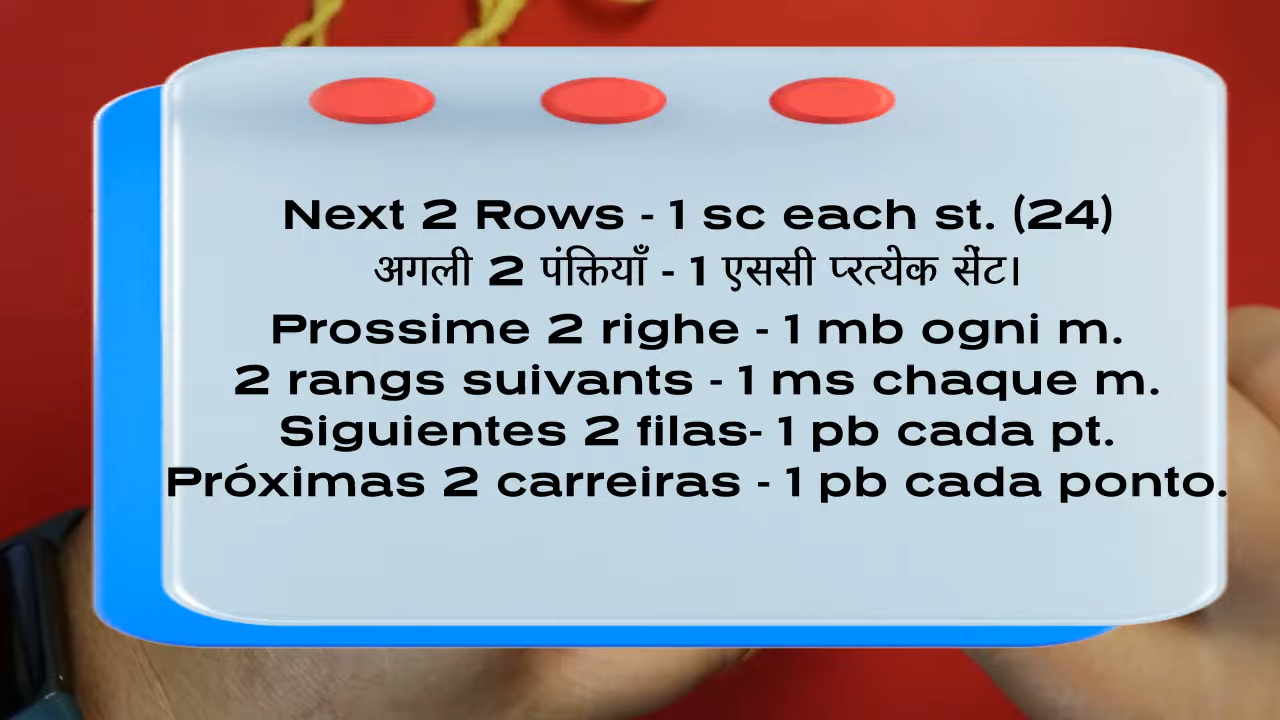 Next 2 Rows - 1 sc each st. (24)
अगली 2 पंक्तियाँ - 1 एससी प्रत्येक सेंट।
Prossime 2 righe - 1 mb ogni m.
2 rangs suivants - 1 ms chaque m.
Siguientes 2 filas- 1 pb cada pt.
Próximas 2 carreiras - 1 pb cada ponto.